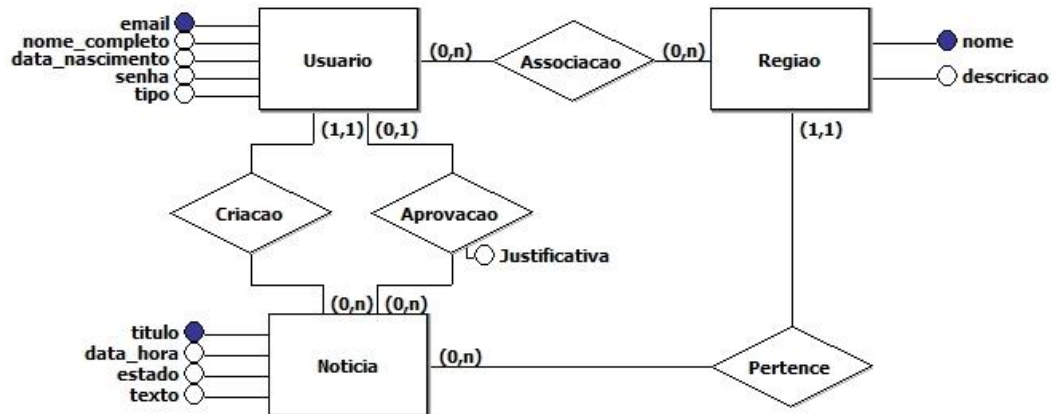 email
nome_completo
data_nascimento
senha
tipo
Usuario
(0,n)
Associacao
(0,n)
Regiao
nome
descricao
(1,1)
(0,1)
(1,1)
Criacao
Aprovacao
Justificativa
(0,n)
(0,n)
titulo
data_hora
estado
texto
Noticia
(0,n)
Pertence